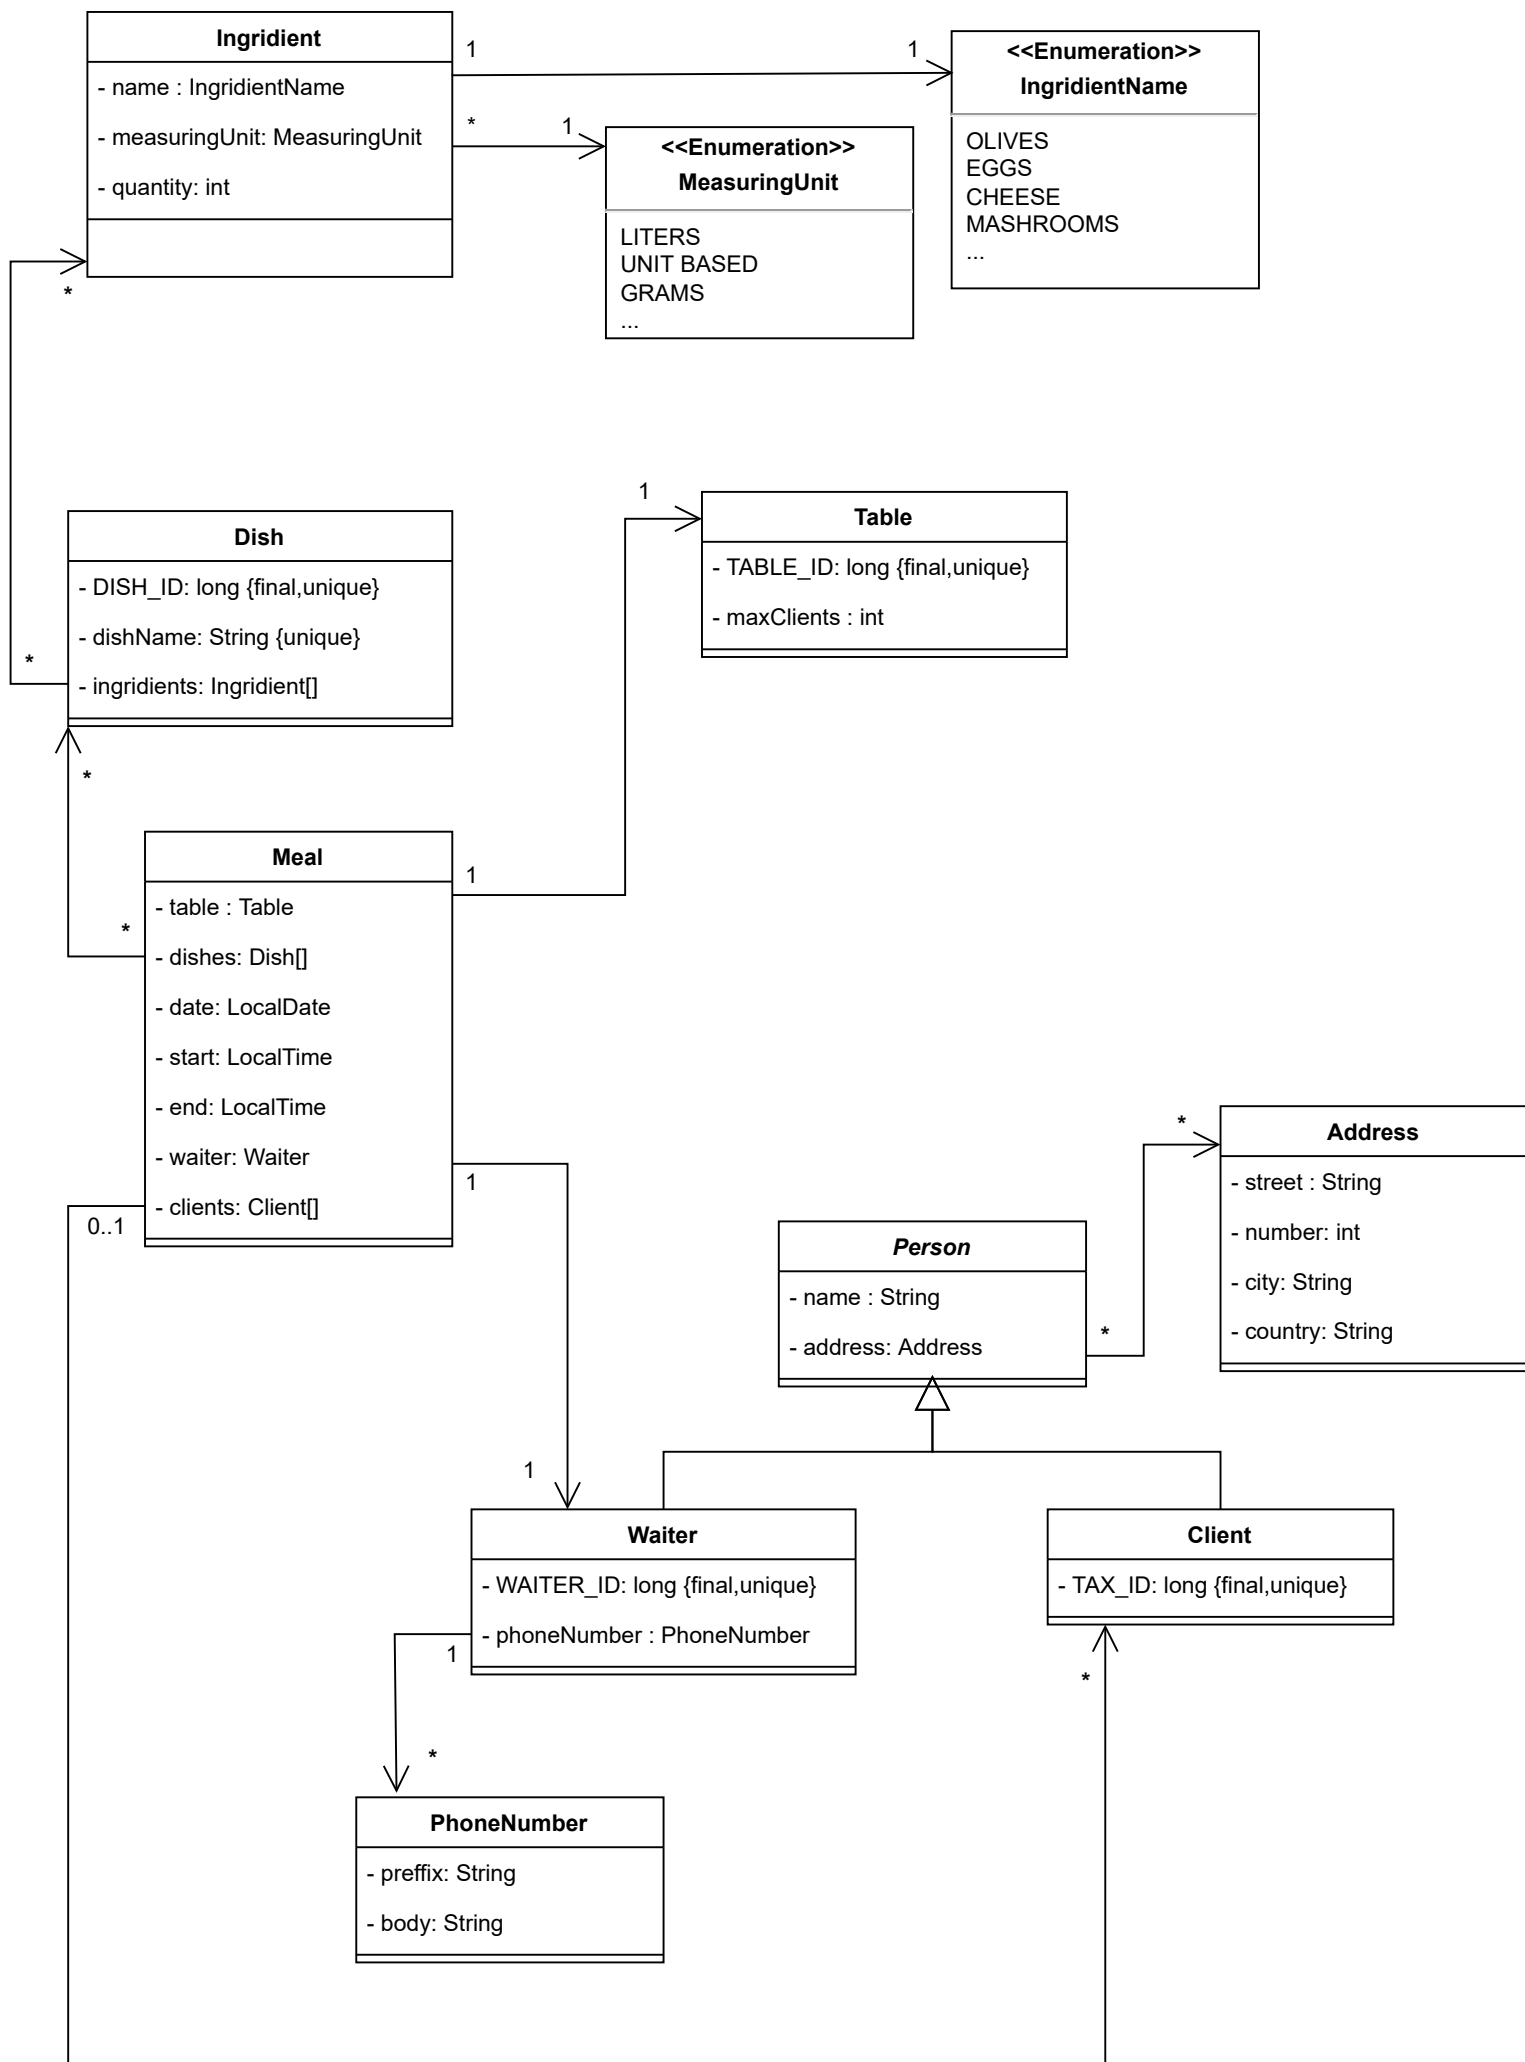 Ingridient
- name : IngridientName
- measuringUnit: MeasuringUnit
- quantity: int
1
1
<<Enumeration>>
IngridientName
OLIVES
EGGS
CHEESE
MASHROOMS
...
*
1
<<Enumeration>>
MeasuringUnit
LITERS
UNIT BASED
GRAMS
...
*
*
Dish
- DISH_ID: long {final,unique}
- dishName: String {unique}
- ingridients: Ingridient[]
1
Table
- TABLE_ID: long {final,unique}
- maxClients : int
*
*
Meal
- table : Table
- dishes: Dish[]
- date: LocalDate
- start: LocalTime
- end: LocalTime
- waiter: Waiter
- clients: Client[]
1
1
0..1
*
Address
- street : String
- number: int
- city: String
- country: String
Person
- name : String
- address: Address
*
1
Waiter
- WAITER_ID: long {final,unique}
- phoneNumber : PhoneNumber
Client
- TAX_ID: long {final,unique}
1
*
*
PhoneNumber
- preffix: String
- body: String